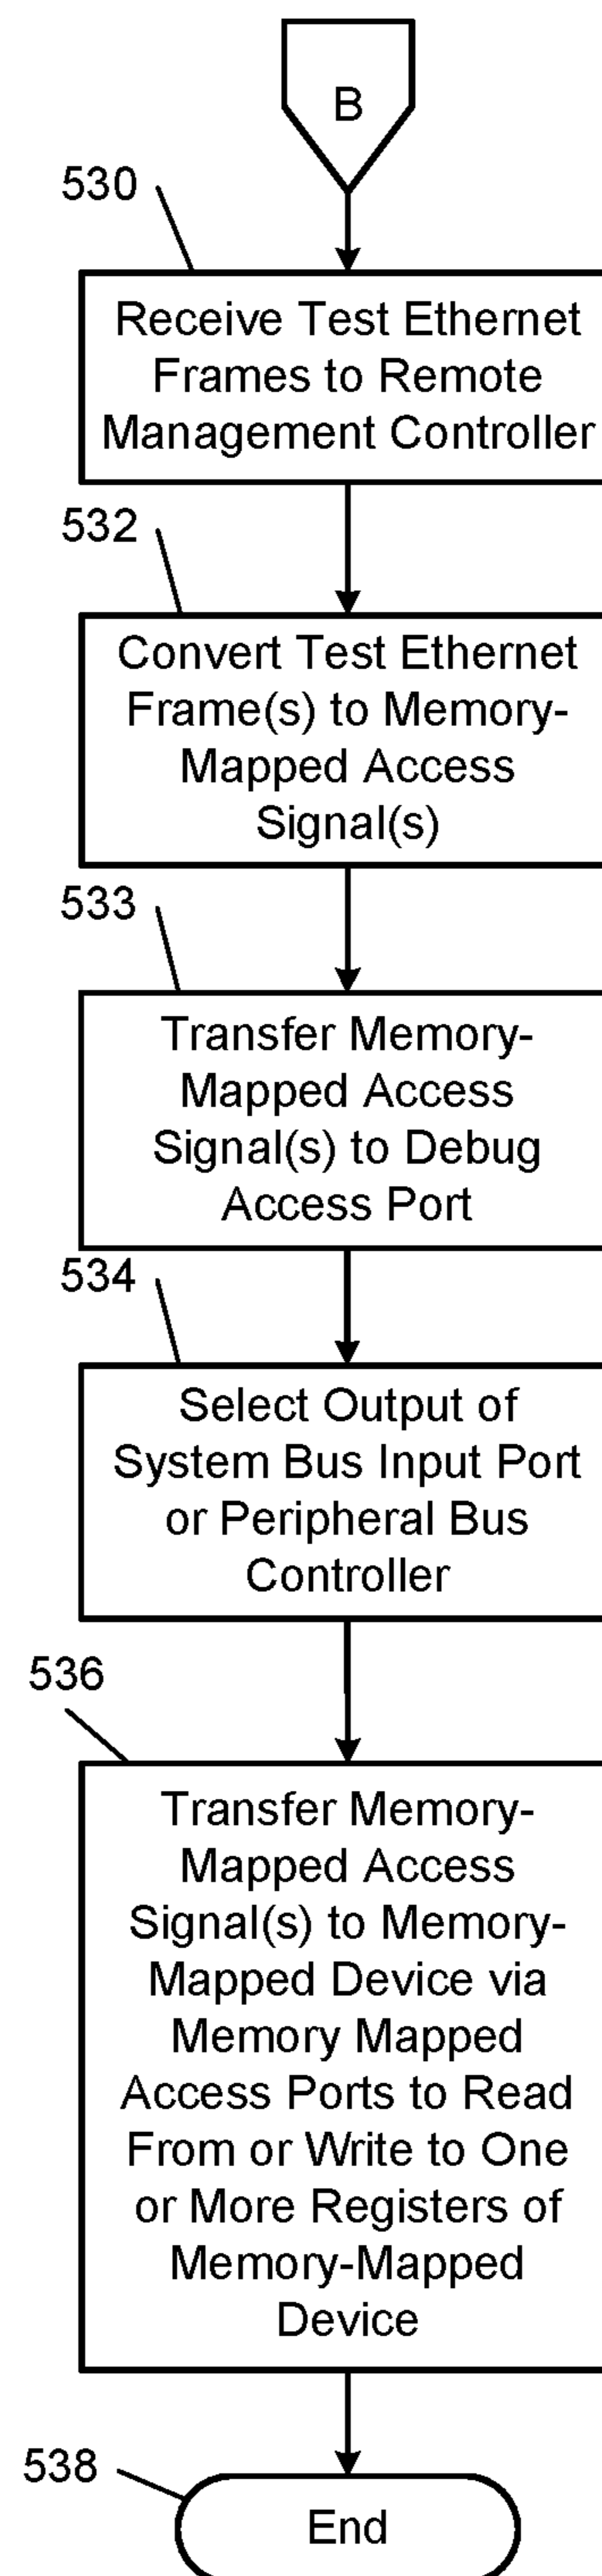 B
530
Receive Test Ethernet
Frames to Remote
Management Controller
532
Convert Test Ethernet
Frame(s) to Memory-
Mapped Access
Signal(s)
533
Transfer Memory-
Mapped Access
Signal(s) to Debug
Access Port
534
Select Output of
System Bus Input Port
or Peripheral Bus
Controller
536
Transfer Memory-
Mapped Access
Signal(s) to Memory-
Mapped Device via
Memory Mapped
Access Ports to Read
From or Write to One
or More Registers of
Memory-Mapped
Device
538
End